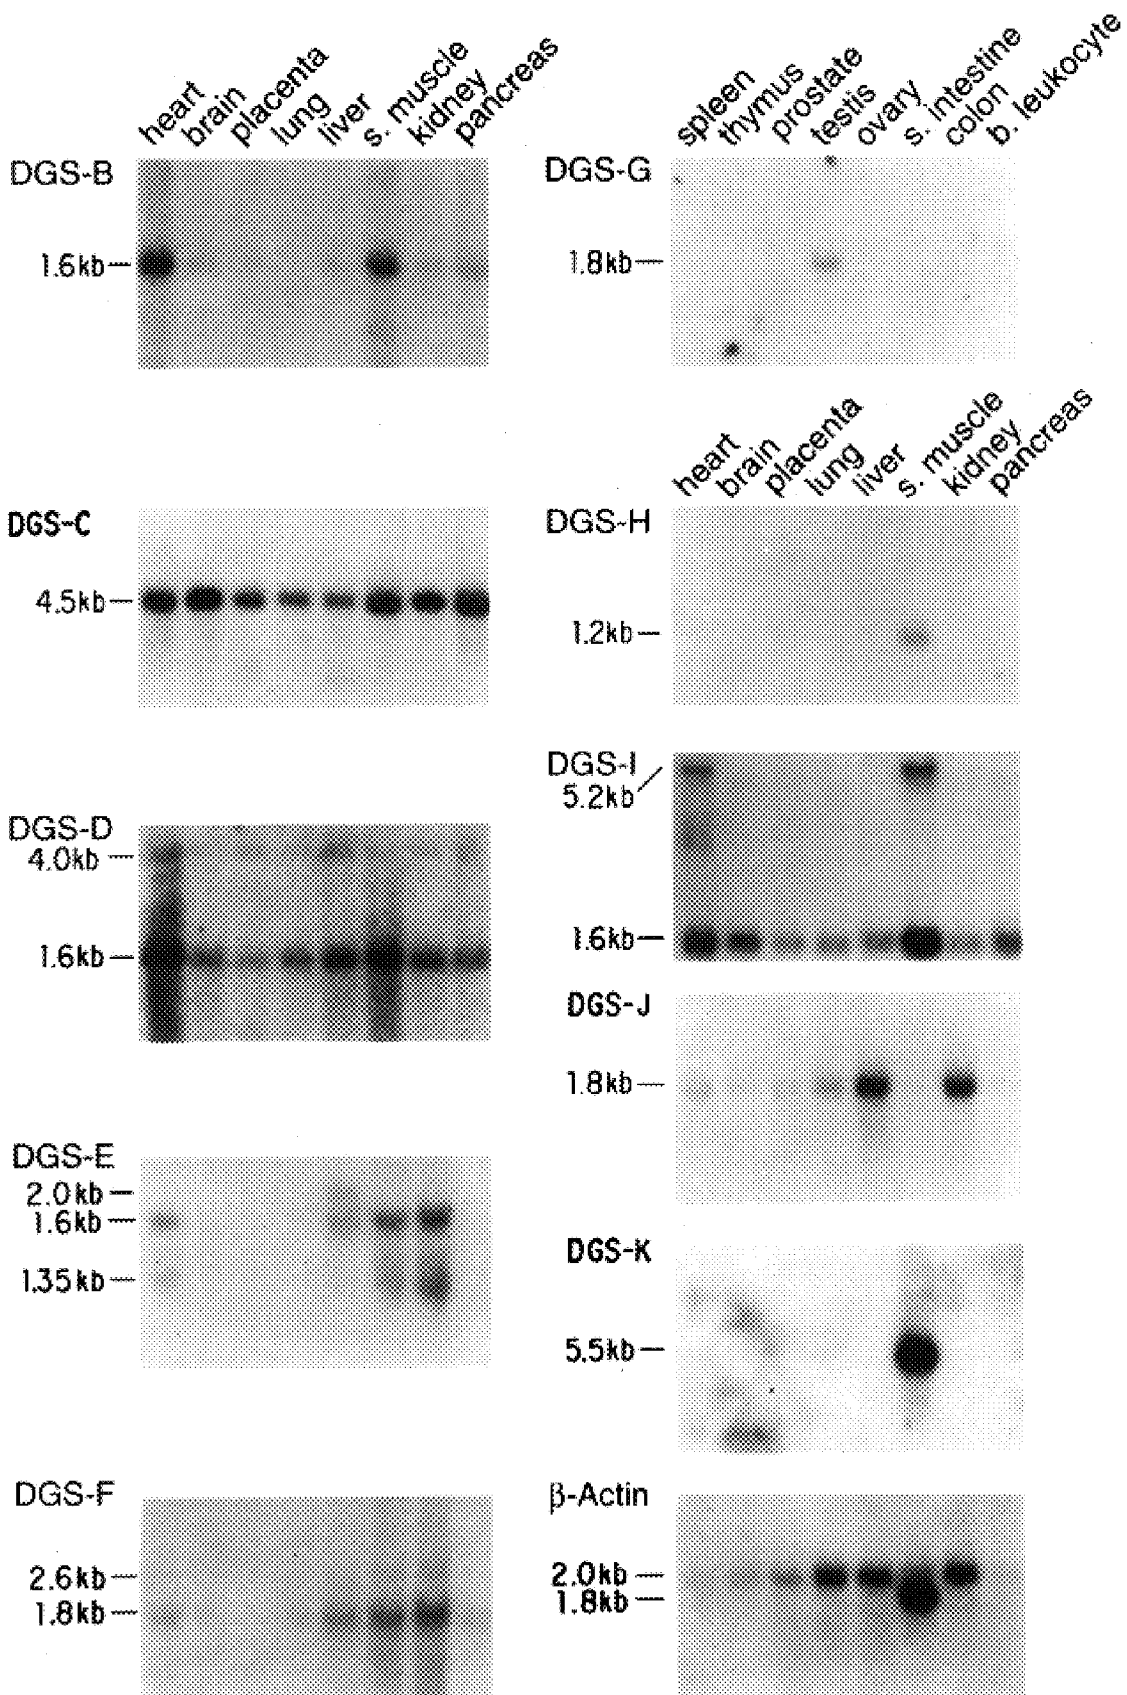 heart
brain
placenta
lung
liver
s. muscle
kidney
pancreas
DGS-B
1.6kb
DGS-C
4.5kb
DGS-D
4.0kb
1.6kb
DGS-E
2.0kb
1.6kb
1.35kb
DGS-F
2.6kb
1.8kb
spleen
thymus
prostate
testis
ovary
s. intestine
colon
b. leukocyte
DGS-G
1.8kb
heart
brain
placenta
lung
liver
s. muscle
kidney
pancreas
DGS-H
1.2kb
DGS-I
5.2kb
1.6kb
DGS-J
1.8kb
DGS-K
5.5kb
β-Actin
2.0kb
1.8kb